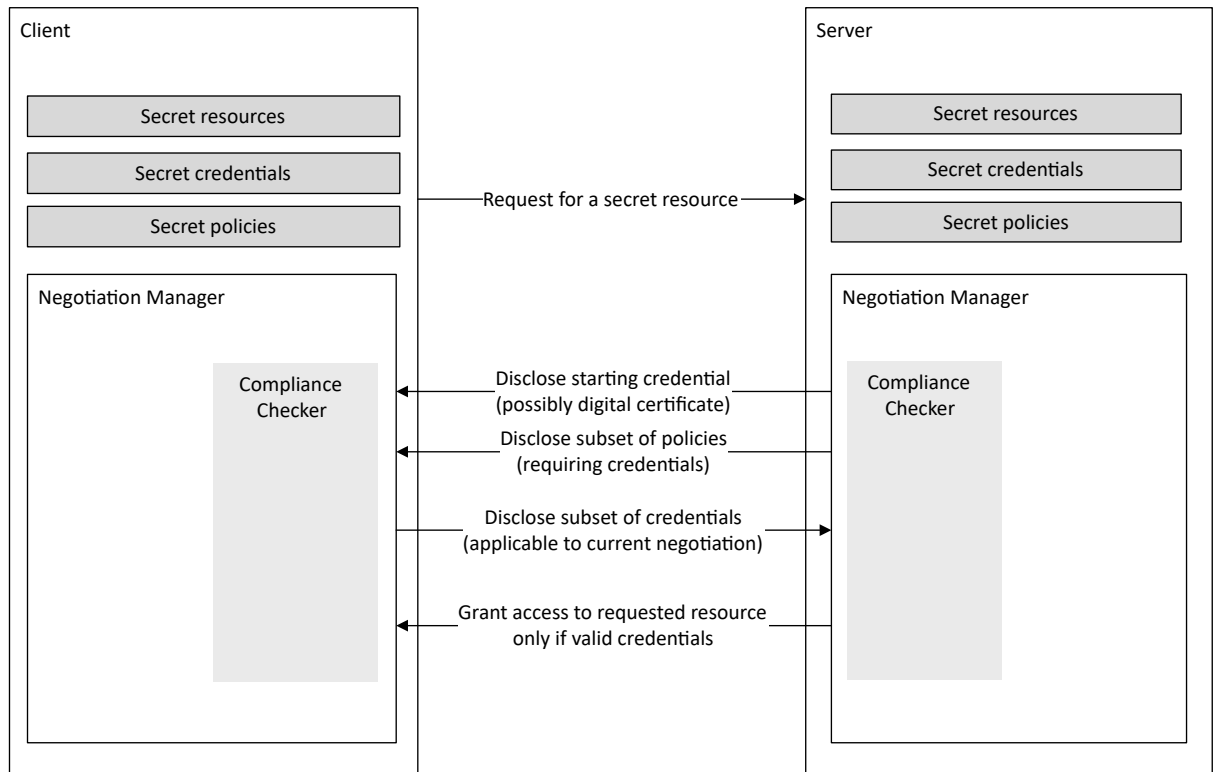 Client
Secret resources
Secret credentials
Secret policies
Negotiation Manager
Compliance
Checker
Request for a secret resource
Disclose starting credential
(possibly digital certificate)
Disclose subset of policies
(requiring credentials)
Disclose subset of credentials
(applicable to current negotiation)
Grant access to requested resource
only if valid credentials
Server
Secret resources
Secret credentials
Secret policies
Negotiation Manager
Compliance
Checker